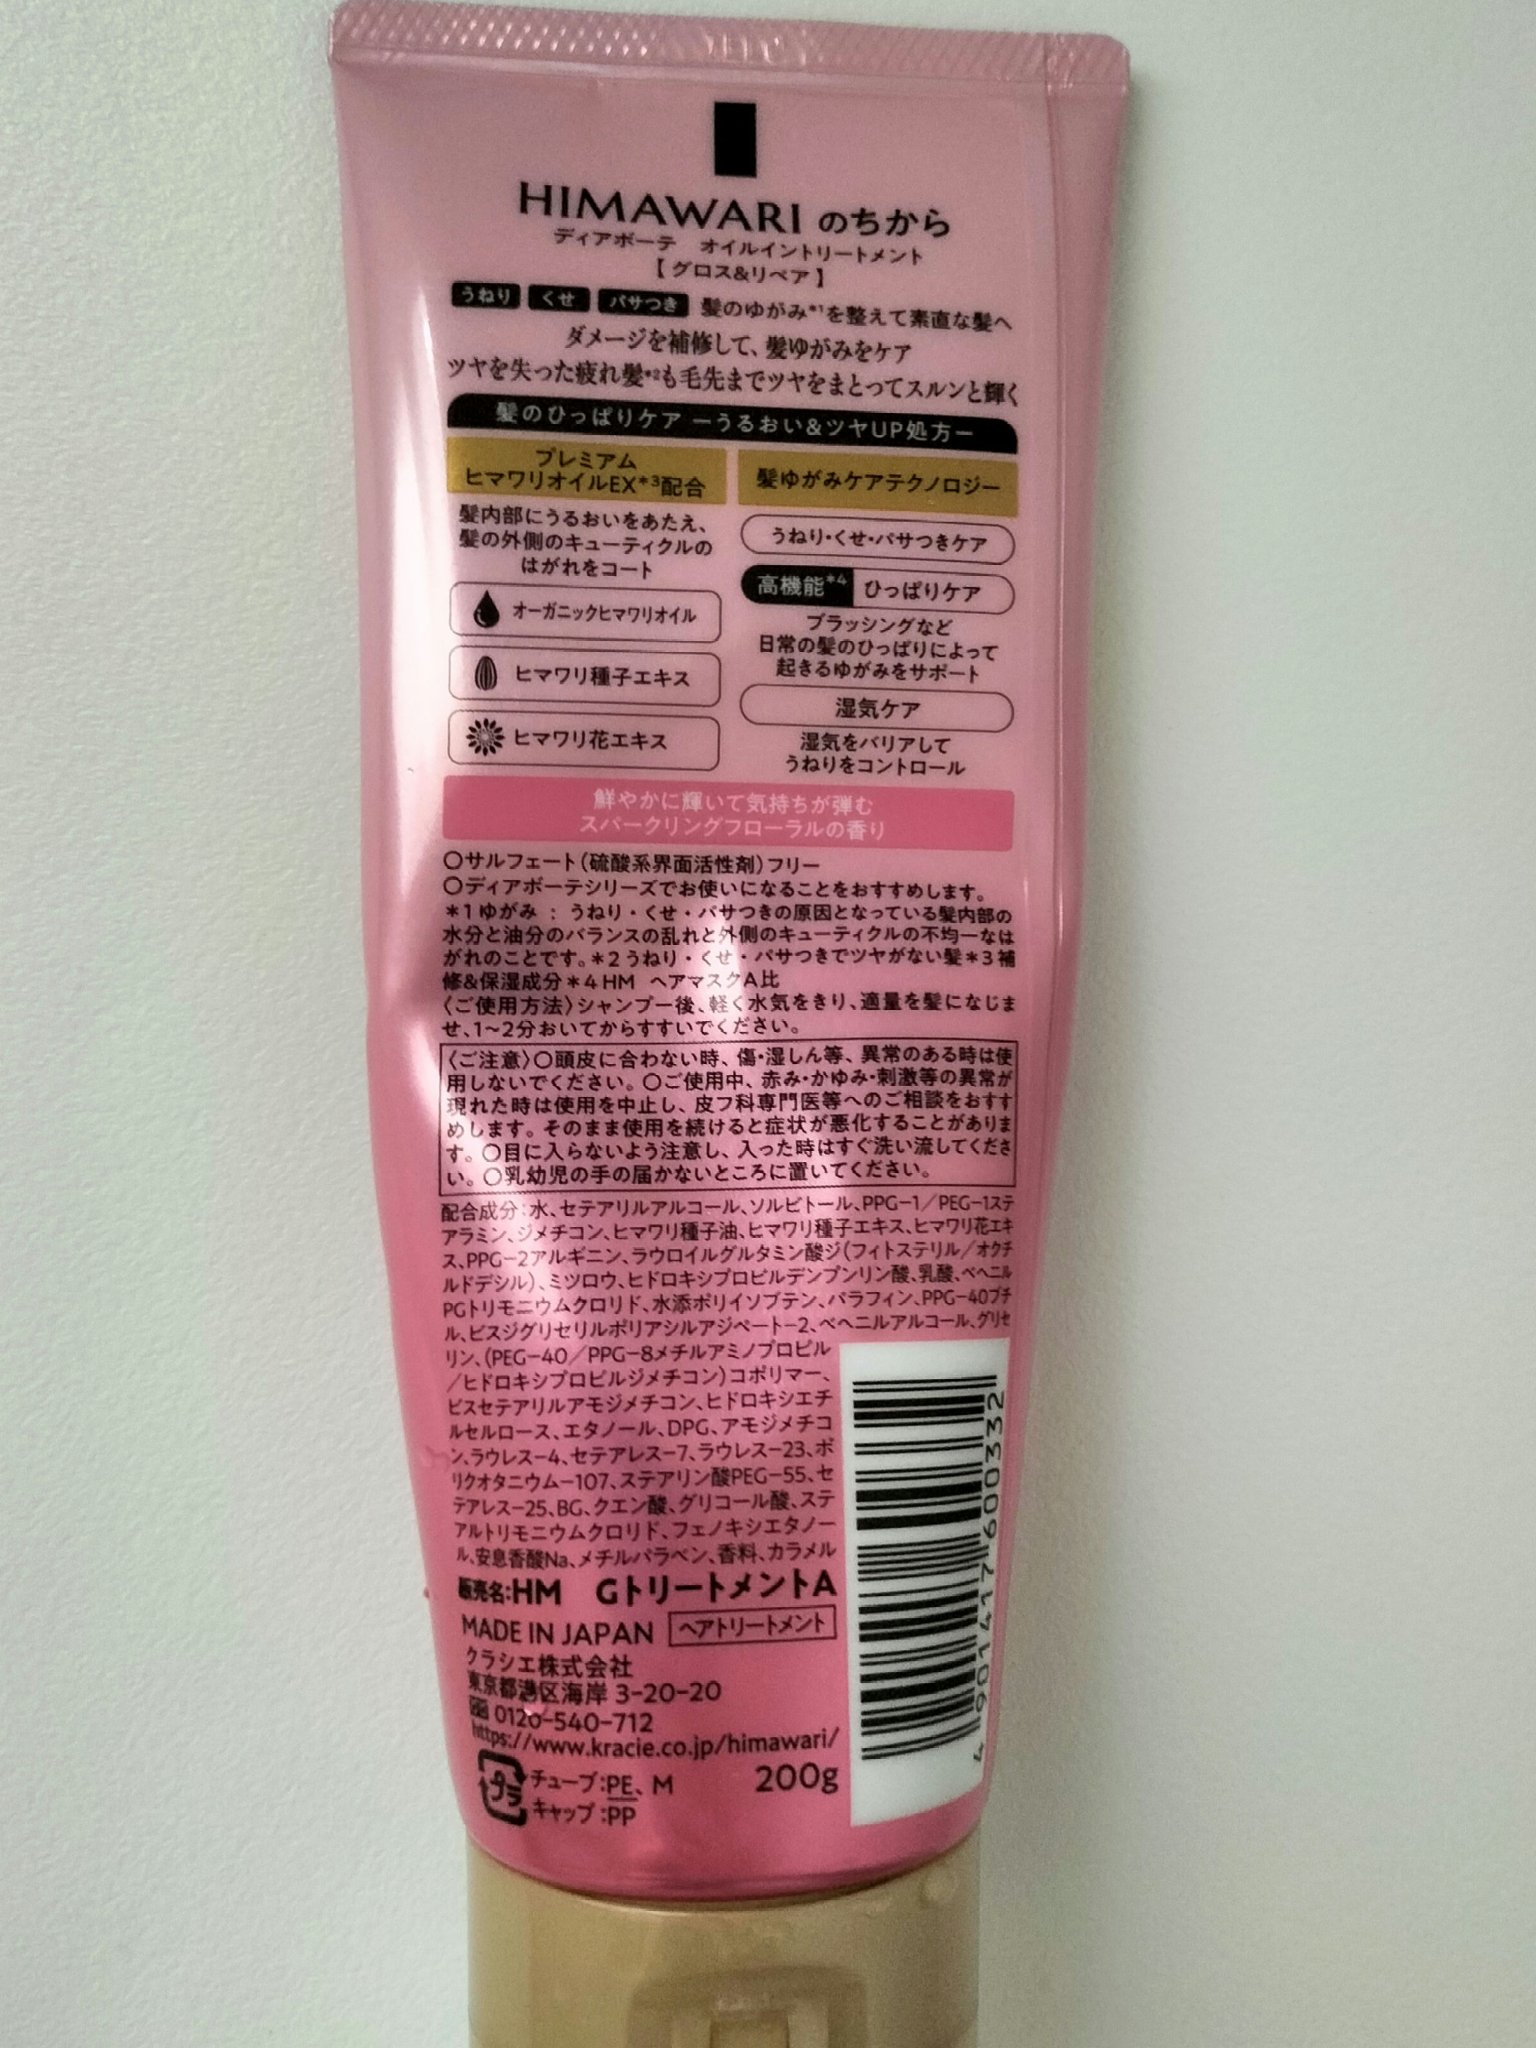 HIMAWARI のちから
ディアボーテ オイルイントリートメント
【グロス&リペア】
うねり くせ パサつき 髪のゆがみ*1を整えて素直な髪へ
ダメージを補修して、髪ゆがみをケア
ツヤを失った疲れ髪*2も毛先までツヤをまとってスルンと輝く
髪のひっぱりケア ーうるおい&ツヤUP処方ー
プレミアム
ヒマワリオイルEX*3配合
髪内部にうるおいをあたえ、
髪の外側のキューティクルの
はがれをコート
オーガニックヒマワリオイル
ヒマワリ種子エキス
ヒマワリ花エキス
髪ゆがみケアテクノロジー
うねり・くせ・パサつきケア
高機能*4 ひっぱりケア
ブラッシングなど
日常の髪のひっぱりによって
起きるゆがみをサポート
湿気ケア
湿気をバリアして
うねりをコントロール
鮮やかに輝いて気持ちが弾む
スパークリングフローラルの香り
○サルフェート(硫酸系界面活性剤)フリー
○ディアボーテシリーズでお使いになることをおすすめします。
*1ゆがみ : うねり・くせ・パサつきの原因となっている髪内部の
水分と油分のバランスの乱れと外側のキューティクルの不均一なは
がれのことです。*2うねり・くせ・パサつきでツヤがない髪*3補
修&保湿成分*4HM ヘアマスクA比
〈ご使用方法〉シャンプー後、軽く水気をきり、適量を髪になじま
せ、1~2分おいてからすすいでください。
〈ご注意〉○頭皮に合わない時、傷・湿しん等、異常のある時は使
用しないでください。○ご使用中、赤み・かゆみ・刺激等の異常が
現れた時は使用を中止し、皮フ科専門医等へのご相談をおすす
めします。そのまま使用を続けると症状が悪化することがありま
す。○目に入らないよう注意し、入った時はすぐ洗い流してくださ
い。○乳幼児の手の届かないところに置いてください。
配合成分:水、セテアリルアルコール、ソルビトール、PPG-1/PEG-1ステ
アラミン、ジメチコン、ヒマワリ種子油、ヒマワリ種子エキス、ヒマワリ花エキ
ス、PPG-2アルギニン、ラウロイルグルタミン酸ジ(フィトステリル/オクチ
ルドデシル)、ミツロウ、ヒドロキシプロピルデンプンリン酸、乳酸、ベヘニル
PGトリモニウムクロリド、水添ポリイソブテン、パラフィン、PPG-40ブチ
ル、ビスジグリセリルポリアシルアジペート-2、ベヘニルアルコール、グリセ
リン、(PEG-40/PPG-8メチルアミノプロピル
/ヒドロキシプロピルジメチコン)コポリマー、
ビスセテアリルアモジメチコン、ヒドロキシエチ
ルセルロース、エタノール、DPG、アモジメチコ
ン、ラウレス-4、セテアレス-7、ラウレス-23、ポ
リクオタニウム-107、ステアリン酸PEG-55、セ
テアレス-25、BG、クエン酸、グリコール酸、ステ
アルトリモニウムクロリド、フェノキシエタノー
ル、安息香酸Na、メチルパラベン、香料、カラメル
販売名:HM GトリートメントA
MADE IN JAPAN ヘアトリートメント
クラシエ株式会社
東京都港区海岸 3-20-20
0120-540-712
https://www.kracie.co.jp/himawari/
プラ チューブ:PE、M 200g
キャップ:PP
4 901417 600332